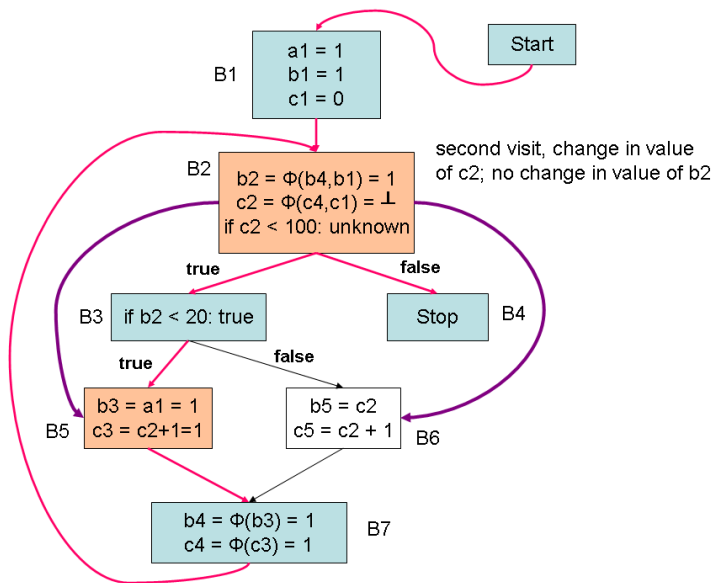 Start
a1 = 1
B1
b1 = 1
c1 = 0
second visit, change in value
of c2; no change in value of b2
B2
b2 = Φ(b4,b1) = 1
c2 = Φ(c4,c1) = ⊥
if c2 < 100: unknown
true
false
B3
if b2 < 20: true
Stop
B4
true
false
b3 = a1 = 1
c3 = c2+1=1
B5
b5 = c2
c5 = c2 + 1
B6
b4 = Φ(b3) = 1
c4 = Φ(c3) = 1
B7